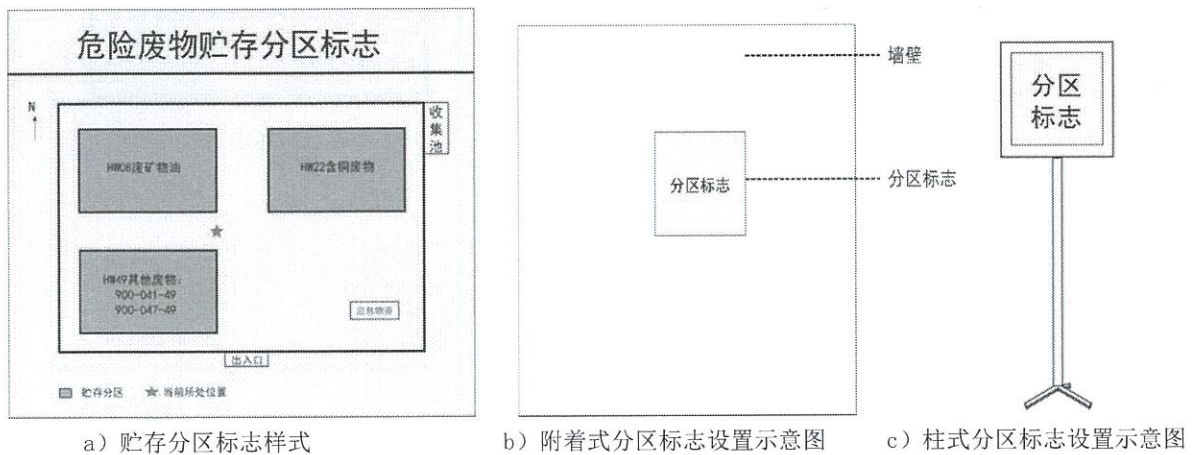 危险废物贮存分区标志
N
收集池
HW08废矿物油
HW22含铜废物
HW49其他废物:
900-041-49
900-047-49
应急物资
出入口
贮存分区
当前所处位置
a）贮存分区标志样式
墙壁
分区标志
分区标志
b）附着式分区标志设置示意图
分区
标志
c）柱式分区标志设置示意图